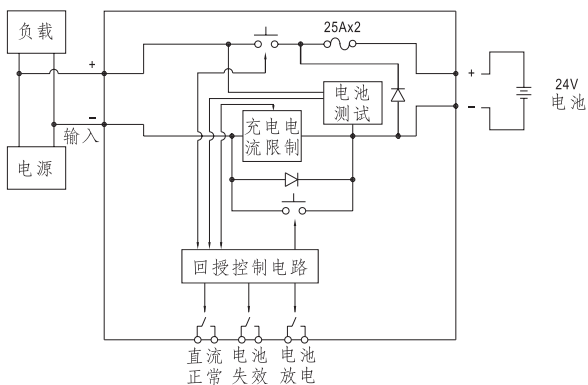 负载
25Ax2
+
+
24V
电池
电池
测试
充电电
流限制
−
−
输入
电源
回授控制电路
直流
正常
电池
失效
电池
放电